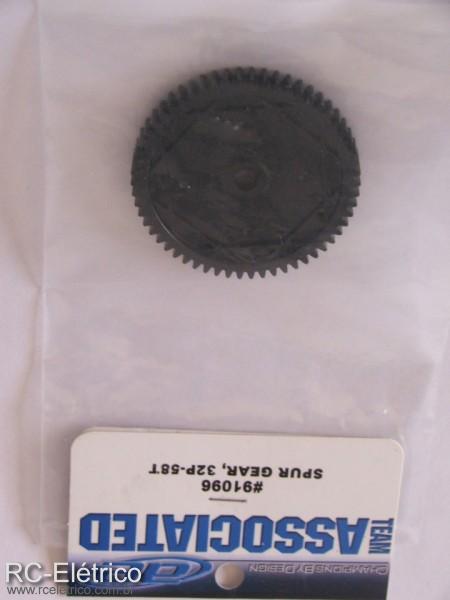 CHAMPIONS BY DESIGN
TEAM
ASSOCIATED
#91096
SPUR GEAR, 32P-58T
RC-Elétrico
www.rceletrico.com.br